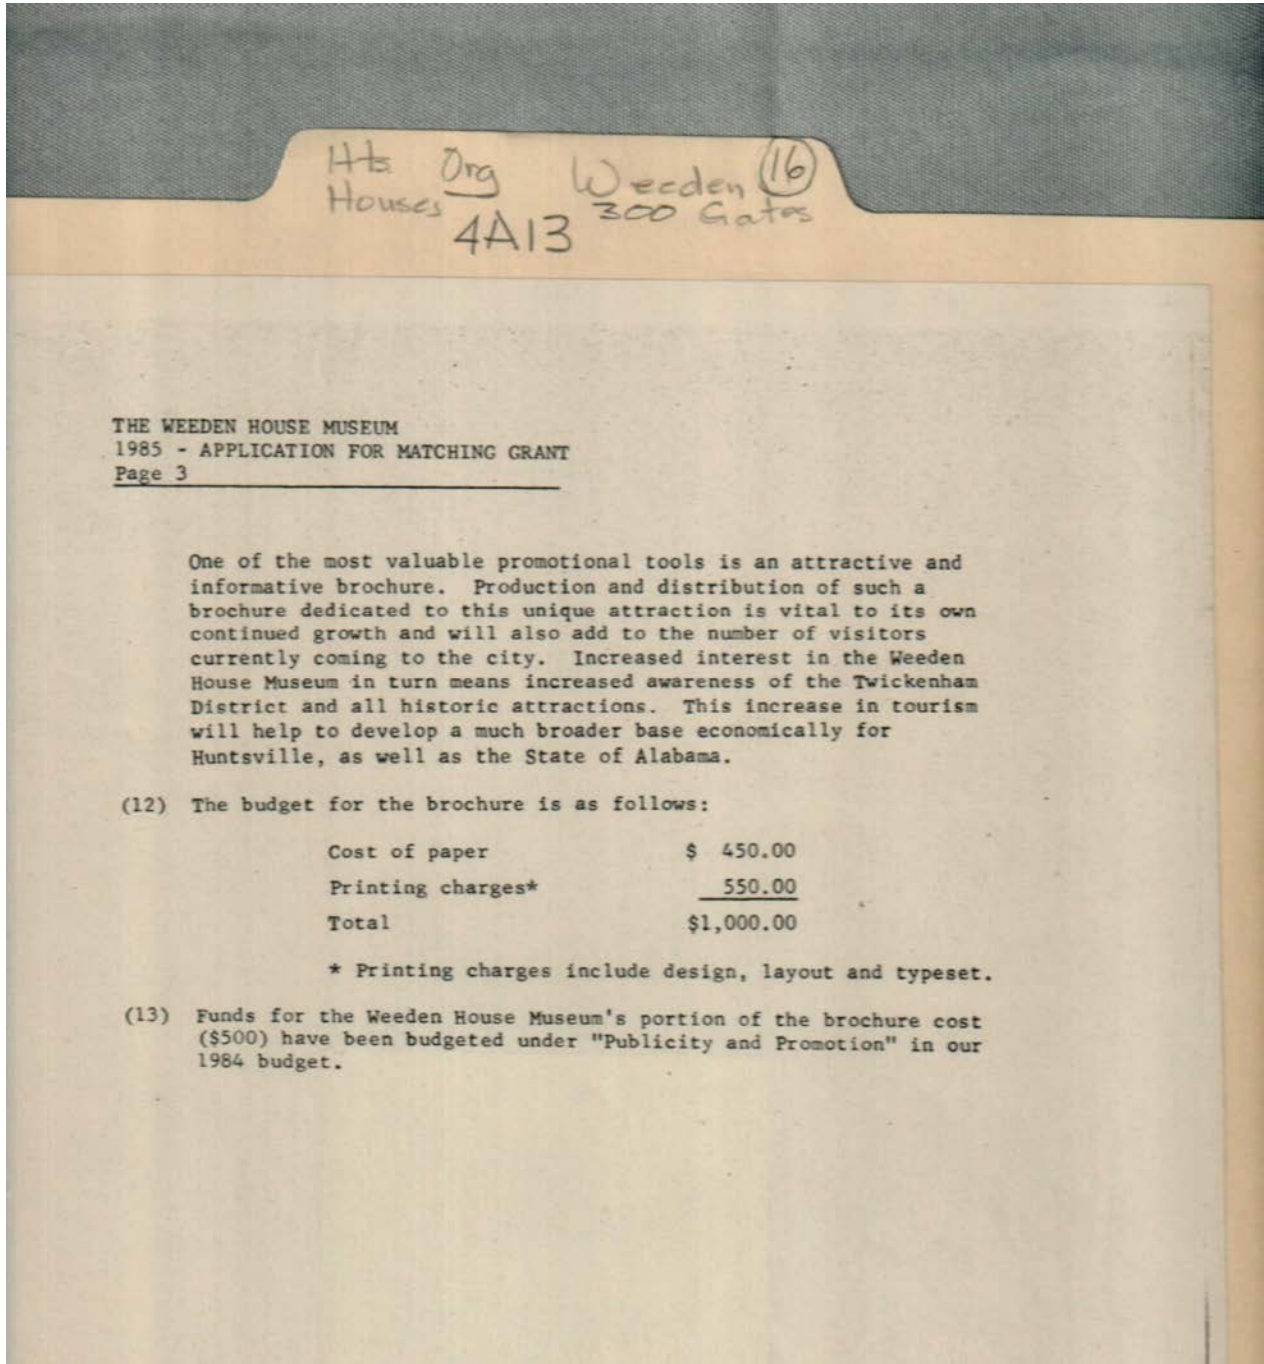 Hts Org Weeden 16
Houses 300 Gates
4A13
THE WEEDEN HOUSE MUSEUM
1985 - APPLICATION FOR MATCHING GRANT
Page 3
One of the most valuable promotional tools is an attractive and
informative brochure. Production and distribution of such a
brochure dedicated to this unique attraction is vital to its own
continued growth and will also add to the number of visitors
currently coming to the city. Increased interest in the Weeden
House Museum in turn means increased awareness of the Twickenham
District and all historic attractions. This increase in tourism
will help to develop a much broader base economically for
Huntsville, as well as the State of Alabama.
(12) The budget for the brochure is as follows:
Cost of paper $ 450.00
Printing charges* 550.00
Total $1,000.00
* Printing charges include design, layout and typeset.
(13) Funds for the Weeden House Museum's portion of the brochure cost
($500) have been budgeted under "Publicity and Promotion" in our
1984 budget.